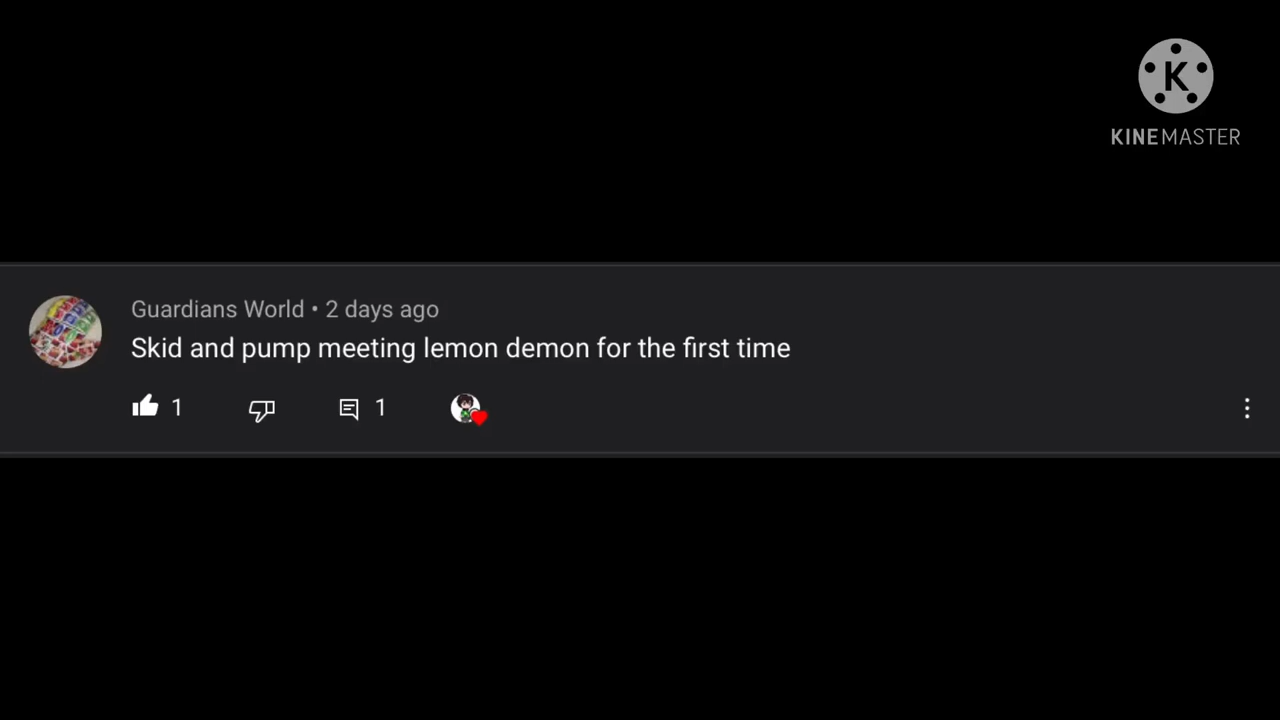 K
KINEMASTER
Guardians World • 2 days ago
Skid and pump meeting lemon demon for the first time
1
1